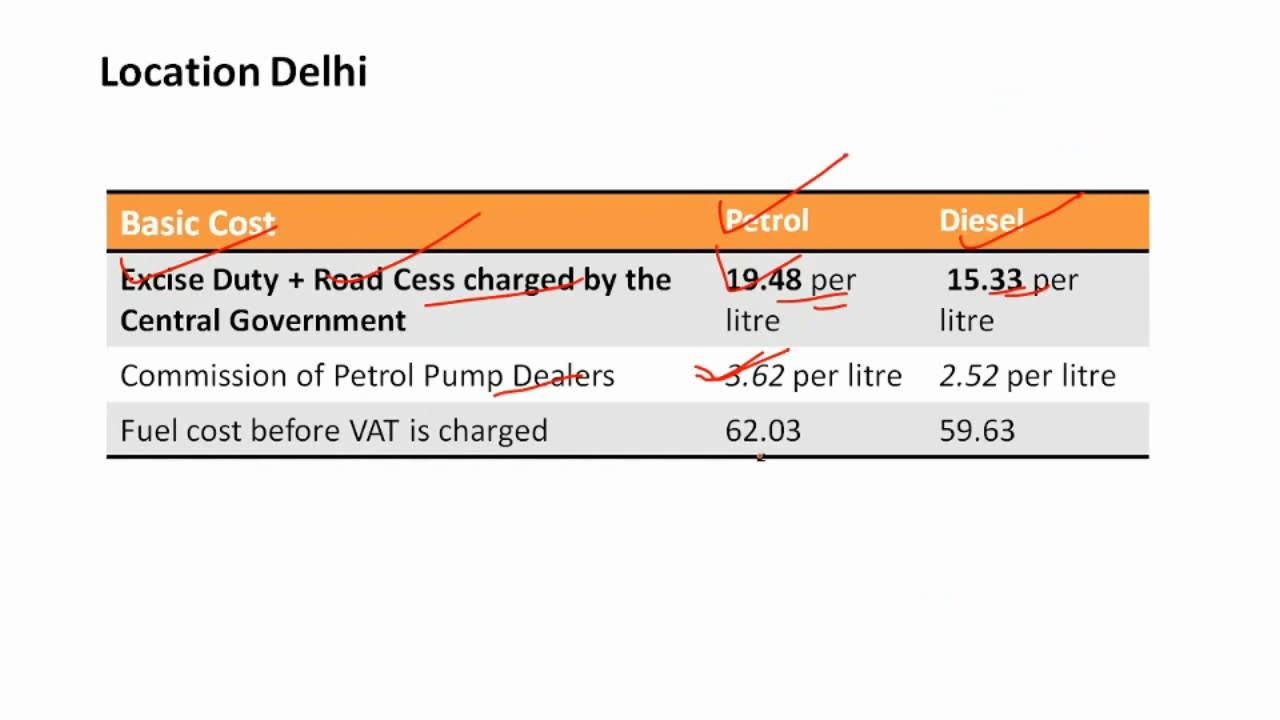 Location Delhi
Basic Cost Petrol Diesel
Excise Duty + Road Cess charged by the 19.48 per 15.33 per
Central Government litre litre
Commission of Petrol Pump Dealers 3.62 per litre 2.52 per litre
Fuel cost before VAT is charged 62.03 59.63